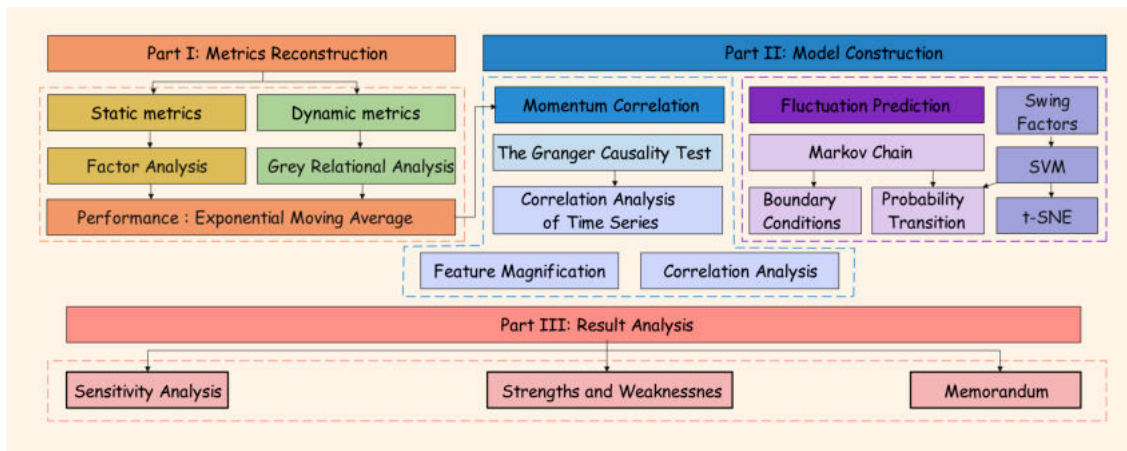 Part I: Metrics Reconstruction
Static metrics
Dynamic metrics
Factor Analysis
Grey Relational Analysis
Performance : Exponential Moving Average
Part II: Model Construction
Momentum Correlation
The Granger Causality Test
Correlation Analysis
of Time Series
Feature Magnification
Correlation Analysis
Fluctuation Prediction
Markov Chain
Boundary
Conditions
Probability
Transition
Swing
Factors
SVM
t-SNE
Part III: Result Analysis
Sensitivity Analysis
Strengths and Weaknessnes
Memorandum